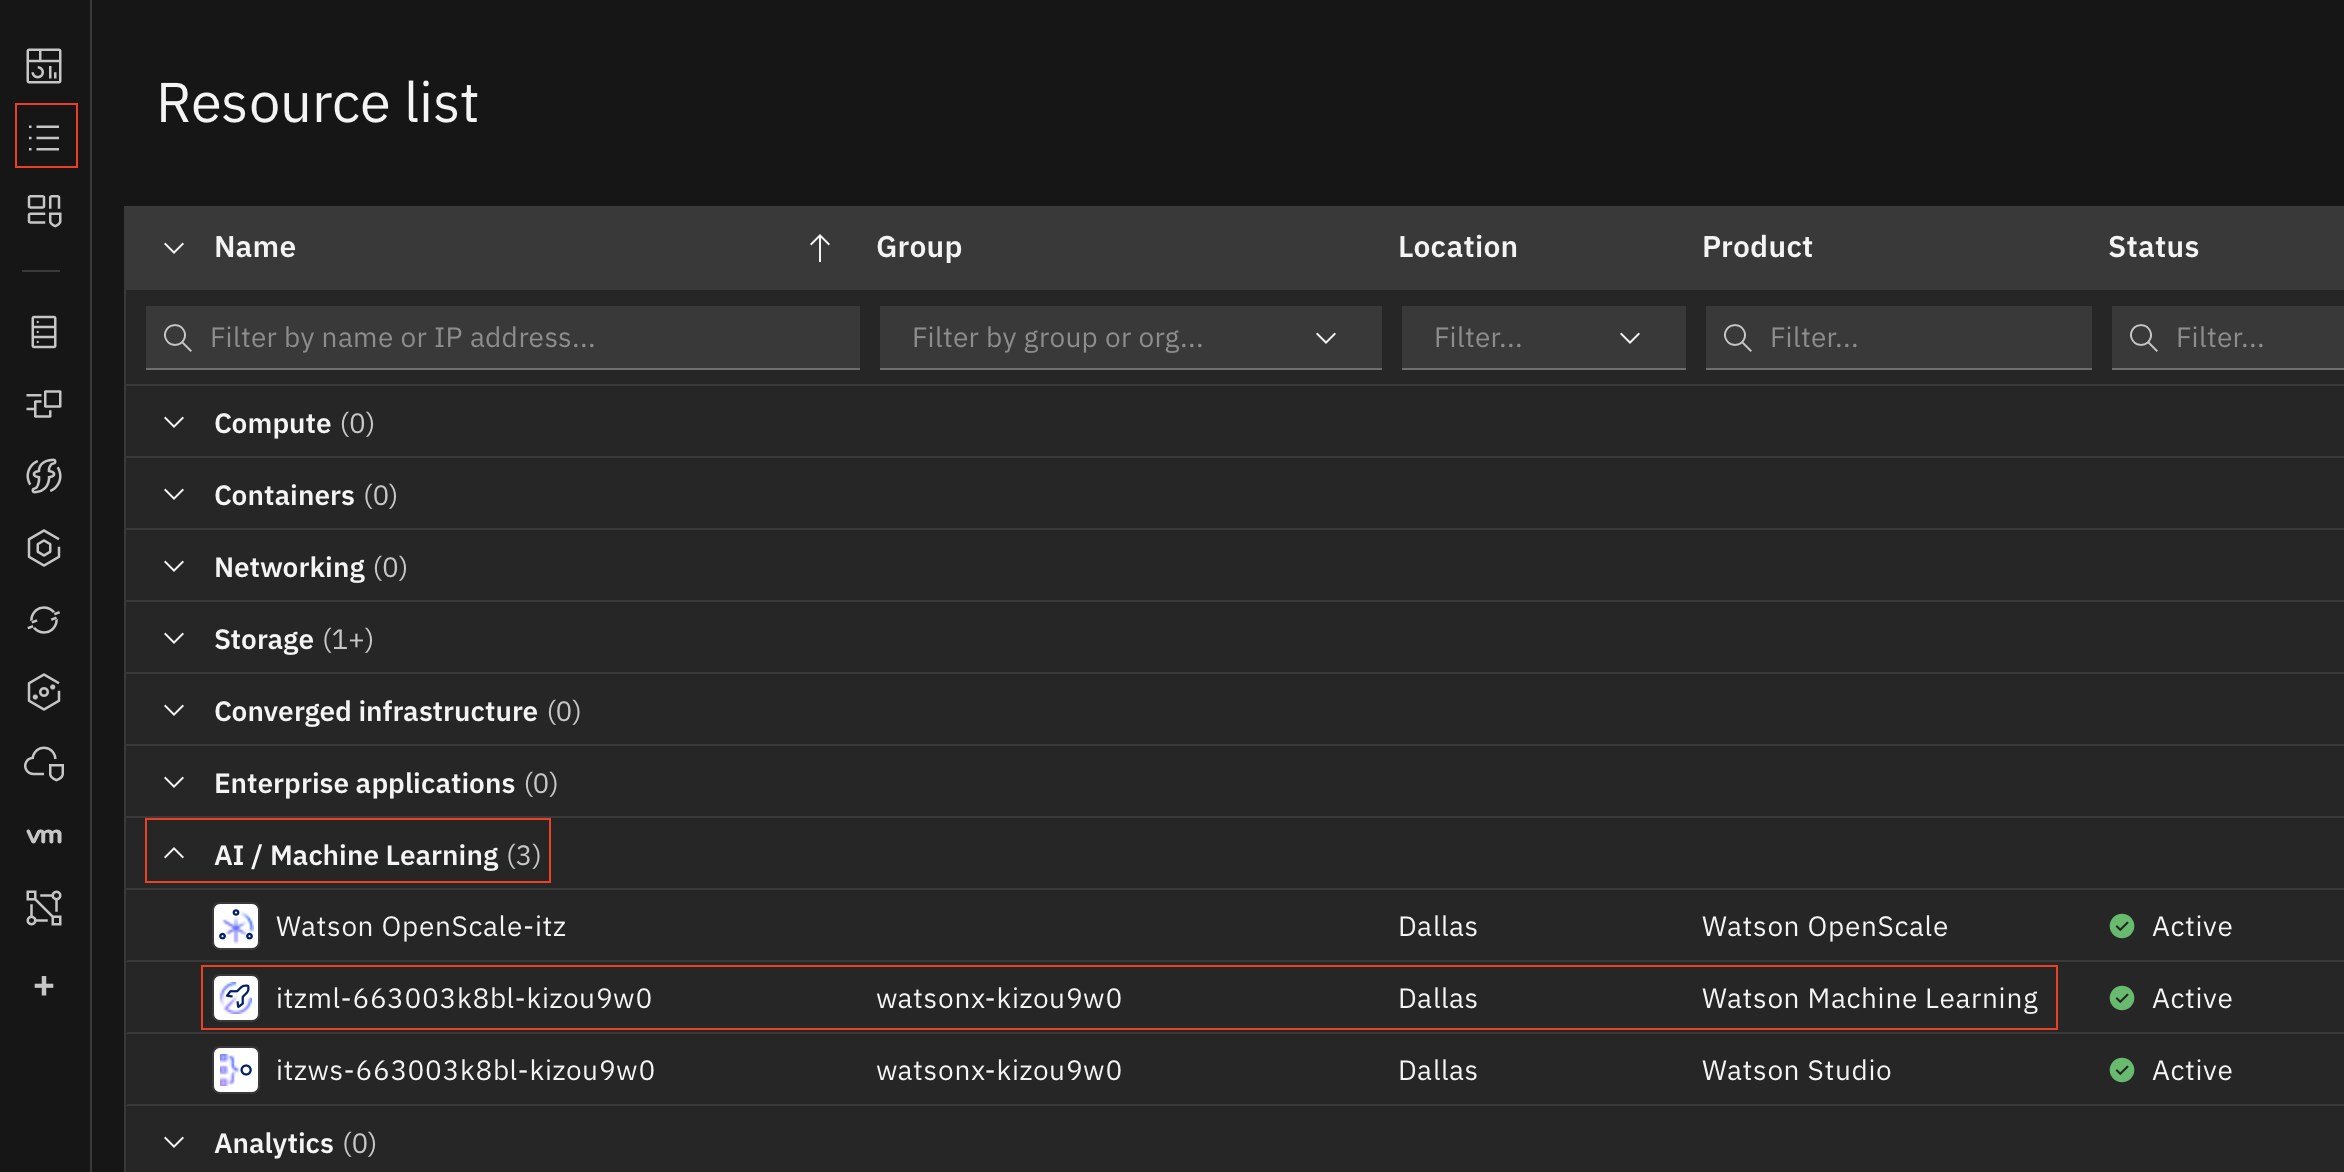 Resource list
Name Group Location Product Status
Filter by name or IP address... Filter by group or org... Filter... Filter... Filter...
Compute (0)
Containers (0)
Networking (0)
Storage (1+)
Converged infrastructure (0)
Enterprise applications (0)
vm
AI / Machine Learning (3)
Watson OpenScale-itz Dallas Watson OpenScale Active
itzml-663003k8bl-kizou9w0 watsonx-kizou9w0 Dallas Watson Machine Learning Active
itzws-663003k8bl-kizou9w0 watsonx-kizou9w0 Dallas Watson Studio Active
Analytics (0)